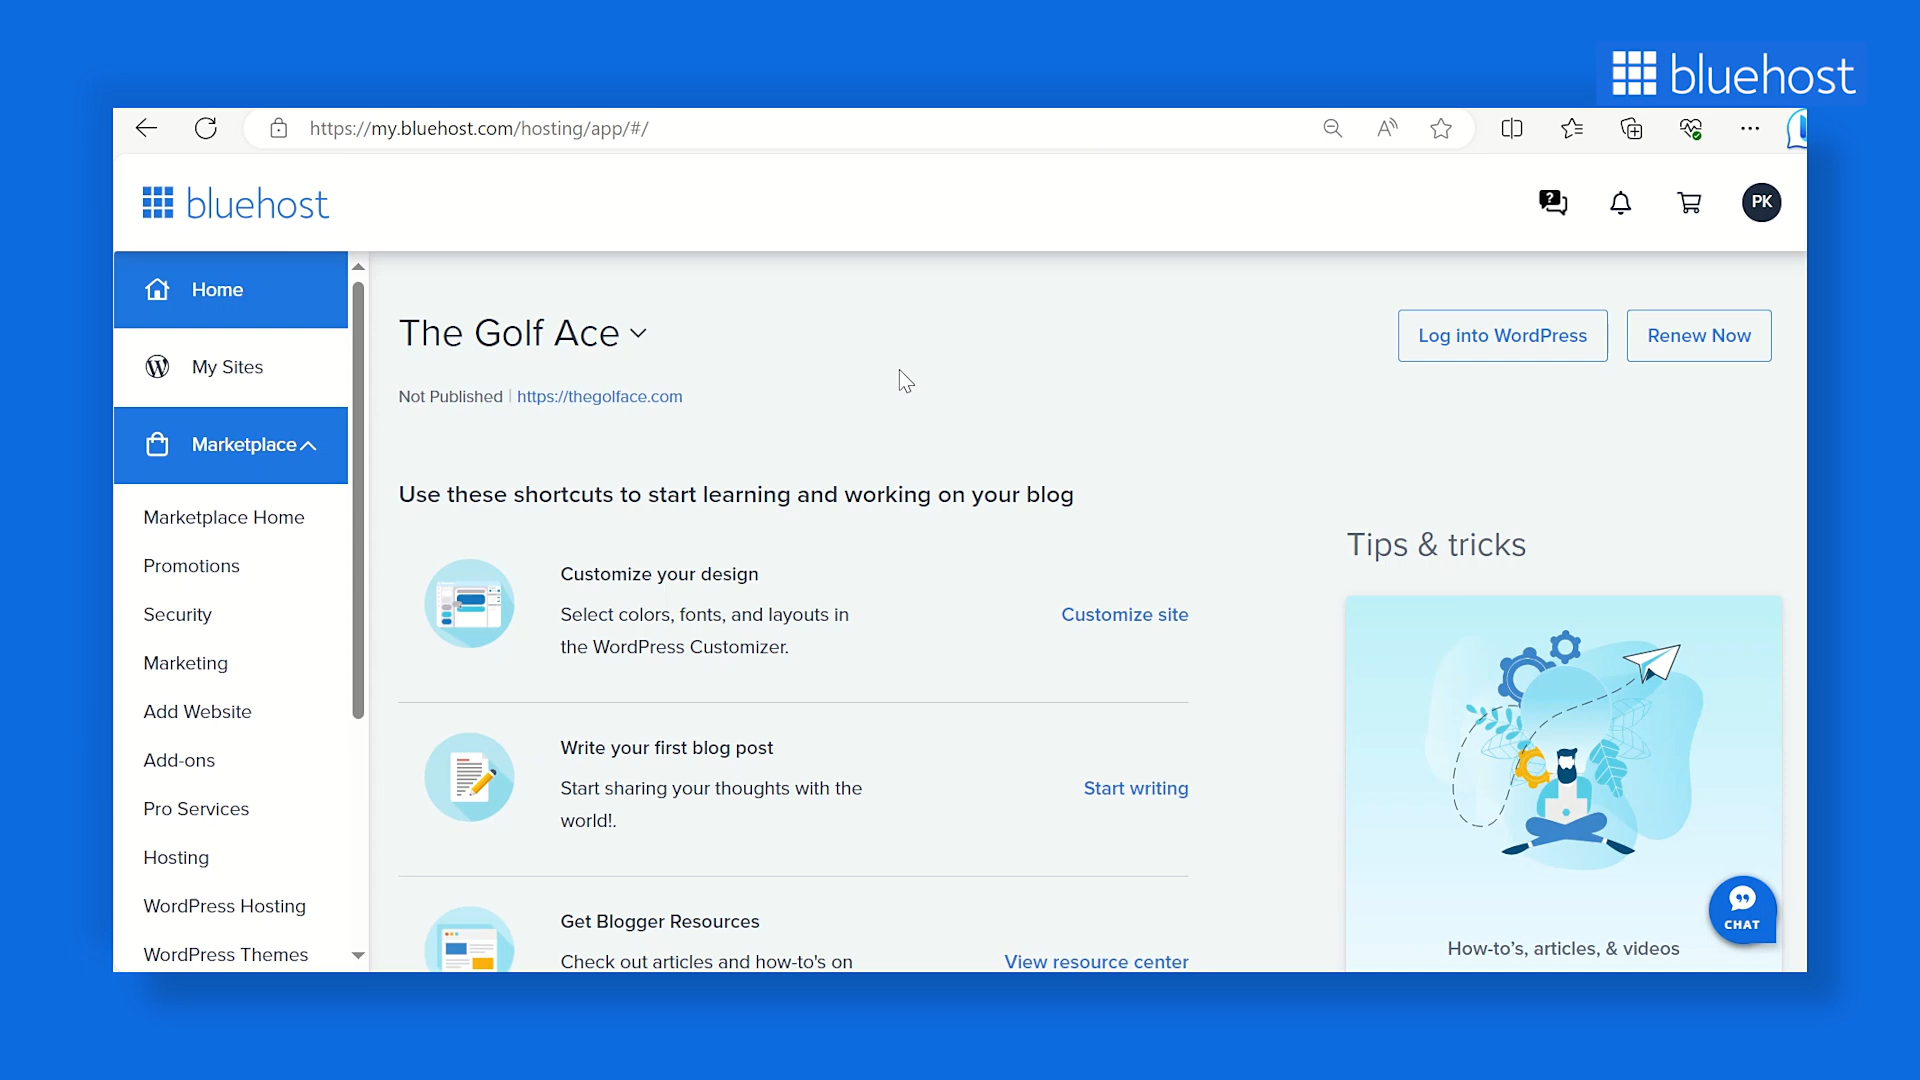 bluehost
https://my.bluehost.com/hosting/app/#/
bluehost
PK
Home
My Sites
Marketplace
Marketplace Home
Promotions
Security
Marketing
Add Website
Add-ons
Pro Services
Hosting
WordPress Hosting
WordPress Themes
The Golf Ace
Log into WordPress
Renew Now
Not Published | https://thegolface.com
Use these shortcuts to start learning and working on your blog
Customize your design
Select colors, fonts, and layouts in
the WordPress Customizer.
Customize site
Write your first blog post
Start sharing your thoughts with the
world!.
Start writing
Get Blogger Resources
Check out articles and how-to's on
View resource center
Tips & tricks
How-to's, articles, & videos
CHAT